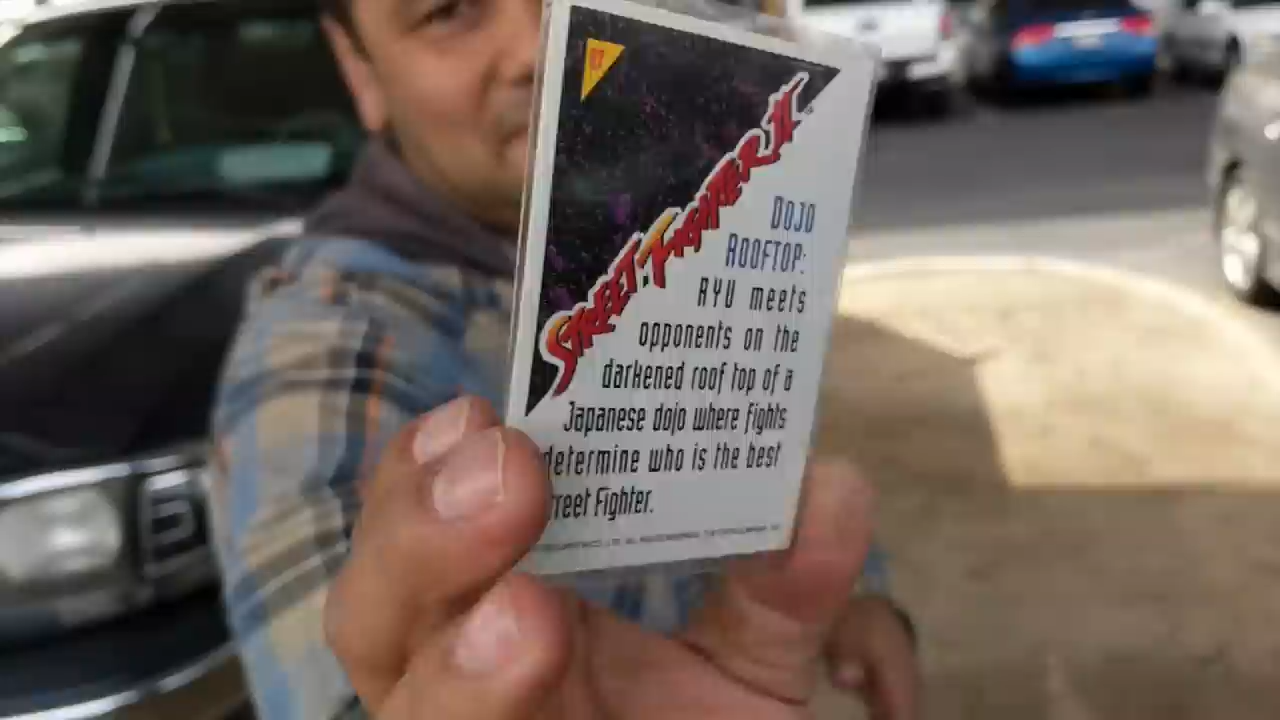 STREET FIGHTER II
DOJO
ROOFTOP:
RYU meets
opponents on the
darkened roof top of a
Japanese dojo where fights
determine who is the best
treet Fighter.